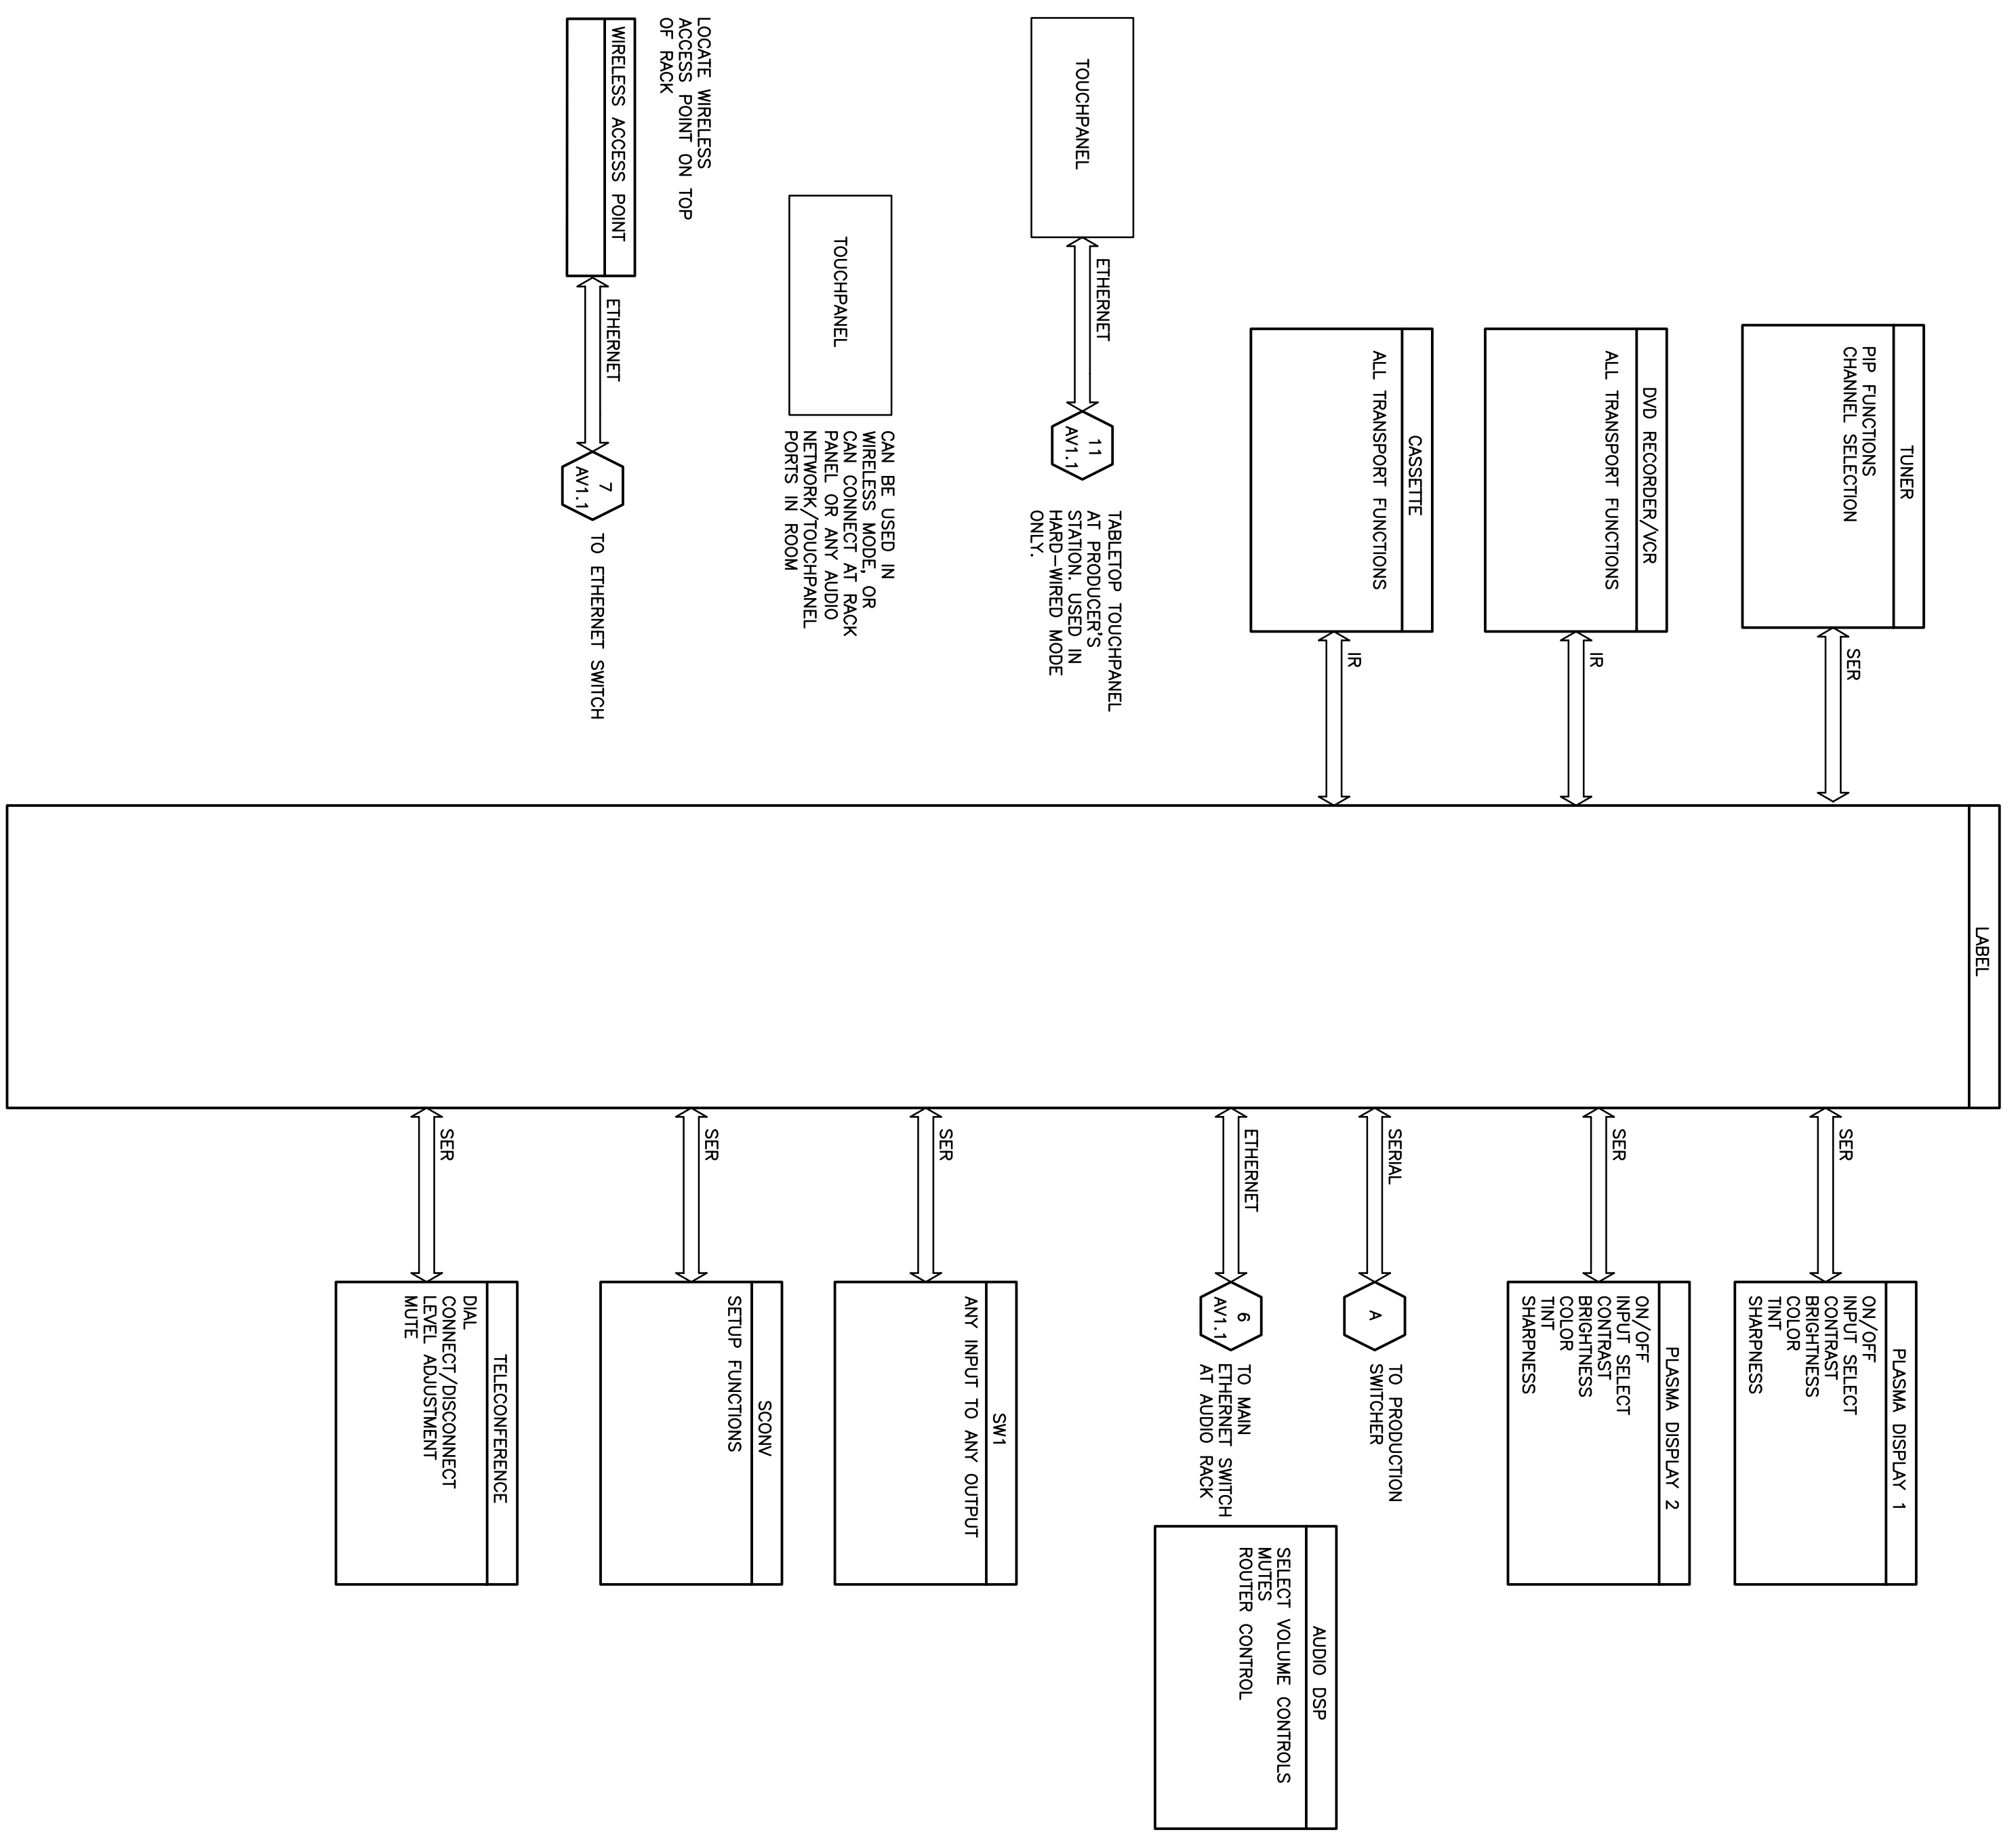 LABEL
TUNER
PIP FUNCTIONS
CHANNEL SELECTION
SER
DVD RECORDER/VCR
ALL TRANSPORT FUNCTIONS
IR
CASSETTE
ALL TRANSPORT FUNCTIONS
IR
TOUCHPANEL
ETHERNET
11
AV1.1
TABLETOP TOUCHPANEL
AT PRODUCER'S
STATION. USED IN
HARD-WIRED MODE
ONLY.
TOUCHPANEL
CAN BE USED IN
WIRELESS MODE, OR
CAN CONNECT AT RACK
PANEL OR ANY AUDIO
NETWORK/TOUCHPANEL
PORTS IN ROOM
LOCATE WIRELESS
ACCESS POINT ON TOP
OF RACK
WIRELESS ACCESS POINT
ETHERNET
7
AV1.1
TO ETHERNET SWITCH
SER
PLASMA DISPLAY 1
ON/OFF
INPUT SELECT
CONTRAST
BRIGHTNESS
COLOR
TINT
SHARPNESS
SER
PLASMA DISPLAY 2
ON/OFF
INPUT SELECT
CONTRAST
BRIGHTNESS
COLOR
TINT
SHARPNESS
SERIAL
A
TO PRODUCTION
SWITCHER
ETHERNET
6
AV1.1
TO MAIN
ETHERNET SWITCH
AT AUDIO RACK
AUDIO DSP
SELECT VOLUME CONTROLS
MUTES
ROUTER CONTROL
SER
SW1
ANY INPUT TO ANY OUTPUT
SER
SCONV
SETUP FUNCTIONS
SER
TELECONFERENCE
DIAL
CONNECT/DISCONNECT
LEVEL ADJUSTMENT
MUTE